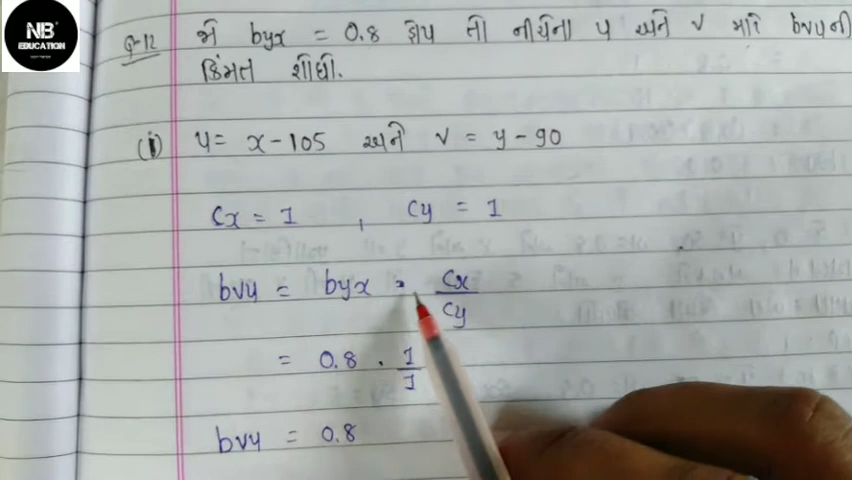 NB
EDUCATION
Q-12 જો byx = 0.8 હોય તો નીચેના u અને v માટે bvuની
કિંમત શોધો.
(i) u = x - 105 અને v = y - 90
Cx = 1 , Cy = 1
bvu = byx · Cx/Cy
= 0.8 . 1/1
bvu = 0.8